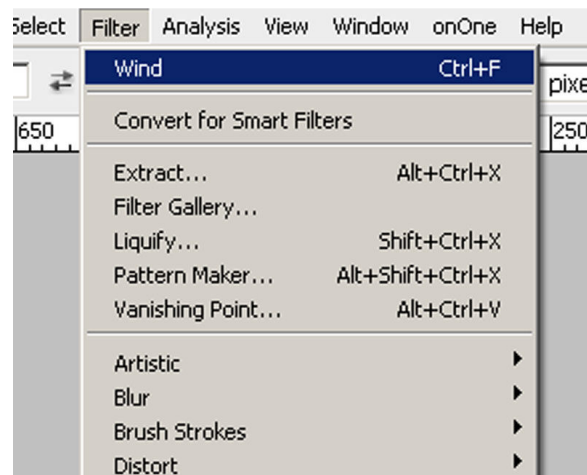 Select Filter Analysis View Window onOne Help
Wind Ctrl+F
pixe
Convert for Smart Filters
650
250
Extract... Alt+Ctrl+X
Filter Gallery...
Liquify... Shift+Ctrl+X
Pattern Maker... Alt+Shift+Ctrl+X
Vanishing Point... Alt+Ctrl+V
Artistic
Blur
Brush Strokes
Distort